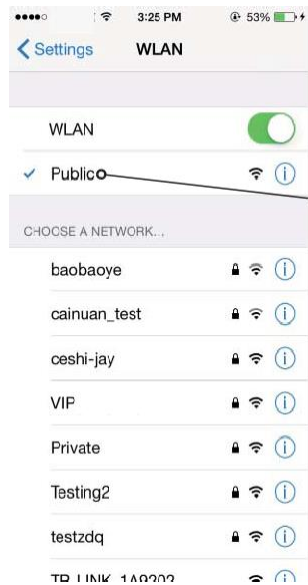 3:25 PM 53%
Settings WLAN
WLAN
Public
CHOOSE A NETWORK...
baobaoye
cainuan_test
ceshi-jay
VIP
Private
Testing2
testzdq